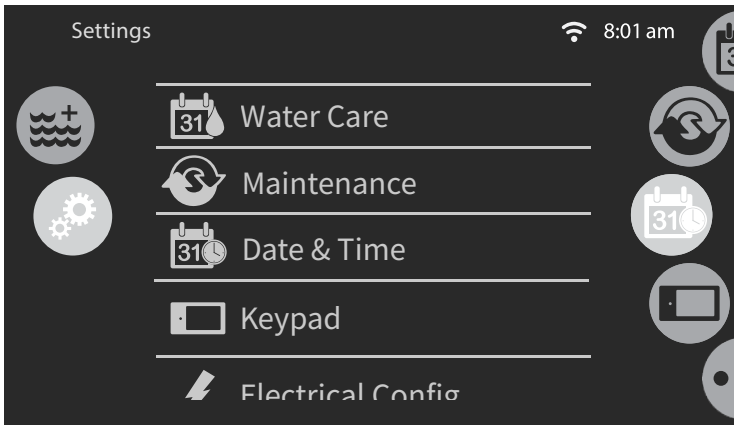 Settings
8:01 am
31 Water Care
Maintenance
31 Date & Time
31
Keypad
Electrical Config